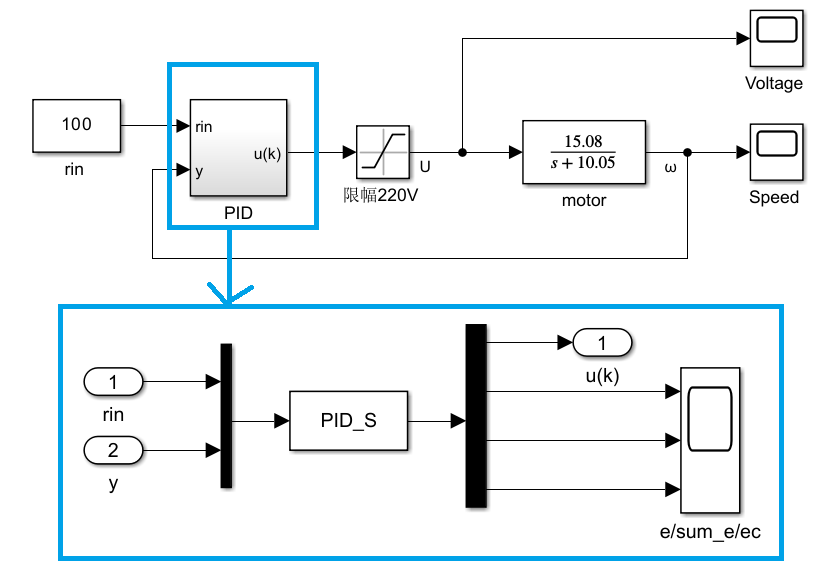 Voltage
100
rin
rin
y
u(k)
PID
限幅220V
U
15.08
s + 10.05
motor
ω
Speed
1
rin
2
y
PID_S
1
u(k)
e/sum_e/ec